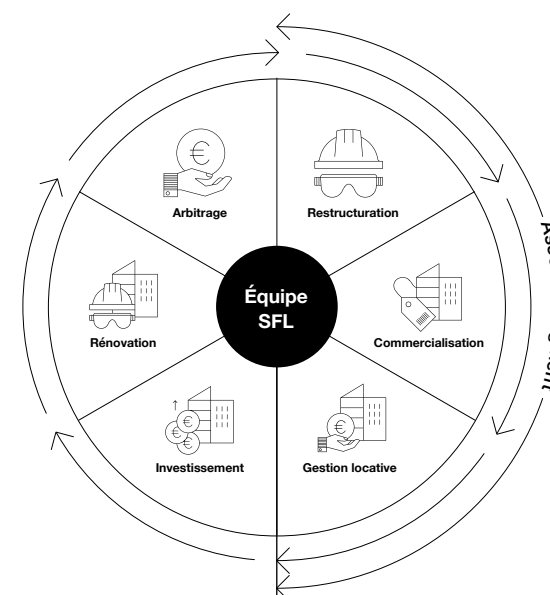 Arbitrage
Restructuration
Équipe
SFL
Rénovation
Commercialisation
Investissement
Gestion locative